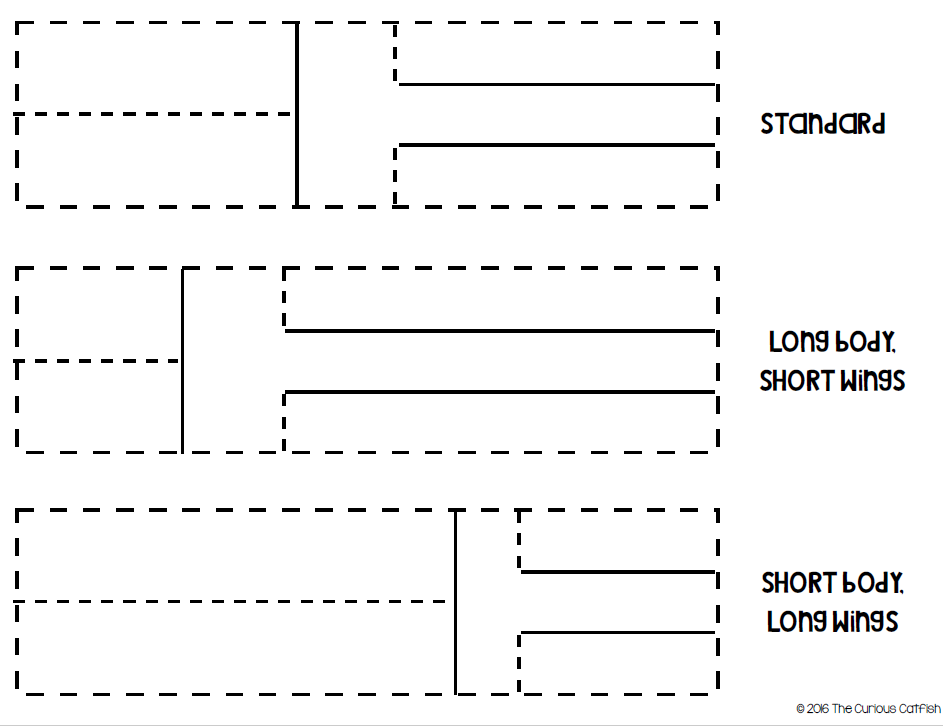 STandaRd
Long body,
SHORT Wings
SHORT body,
Long Wings
© 2016 The Curious Catfish